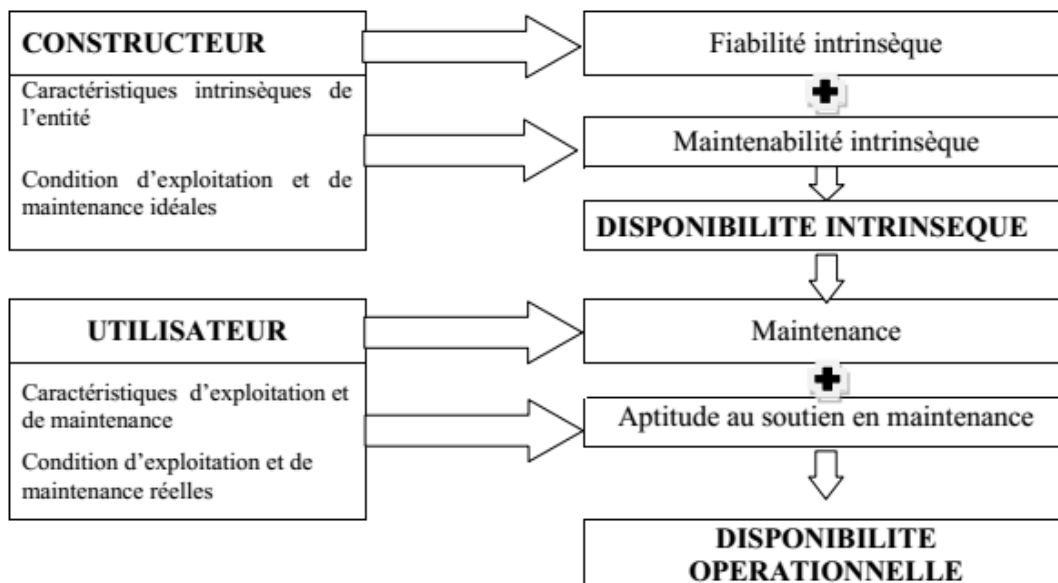 CONSTRUCTEUR
Caractéristiques intrinsèques de
l’entité
Condition d’exploitation et de
maintenance idéales
Fiabilité intrinsèque
Maintenabilité intrinsèque
DISPONIBILITE INTRINSEQUE
UTILISATEUR
Caractéristiques d’exploitation et
de maintenance
Condition d’exploitation et de
maintenance réelles
Maintenance
Aptitude au soutien en maintenance
DISPONIBILITE
OPERATIONNELLE